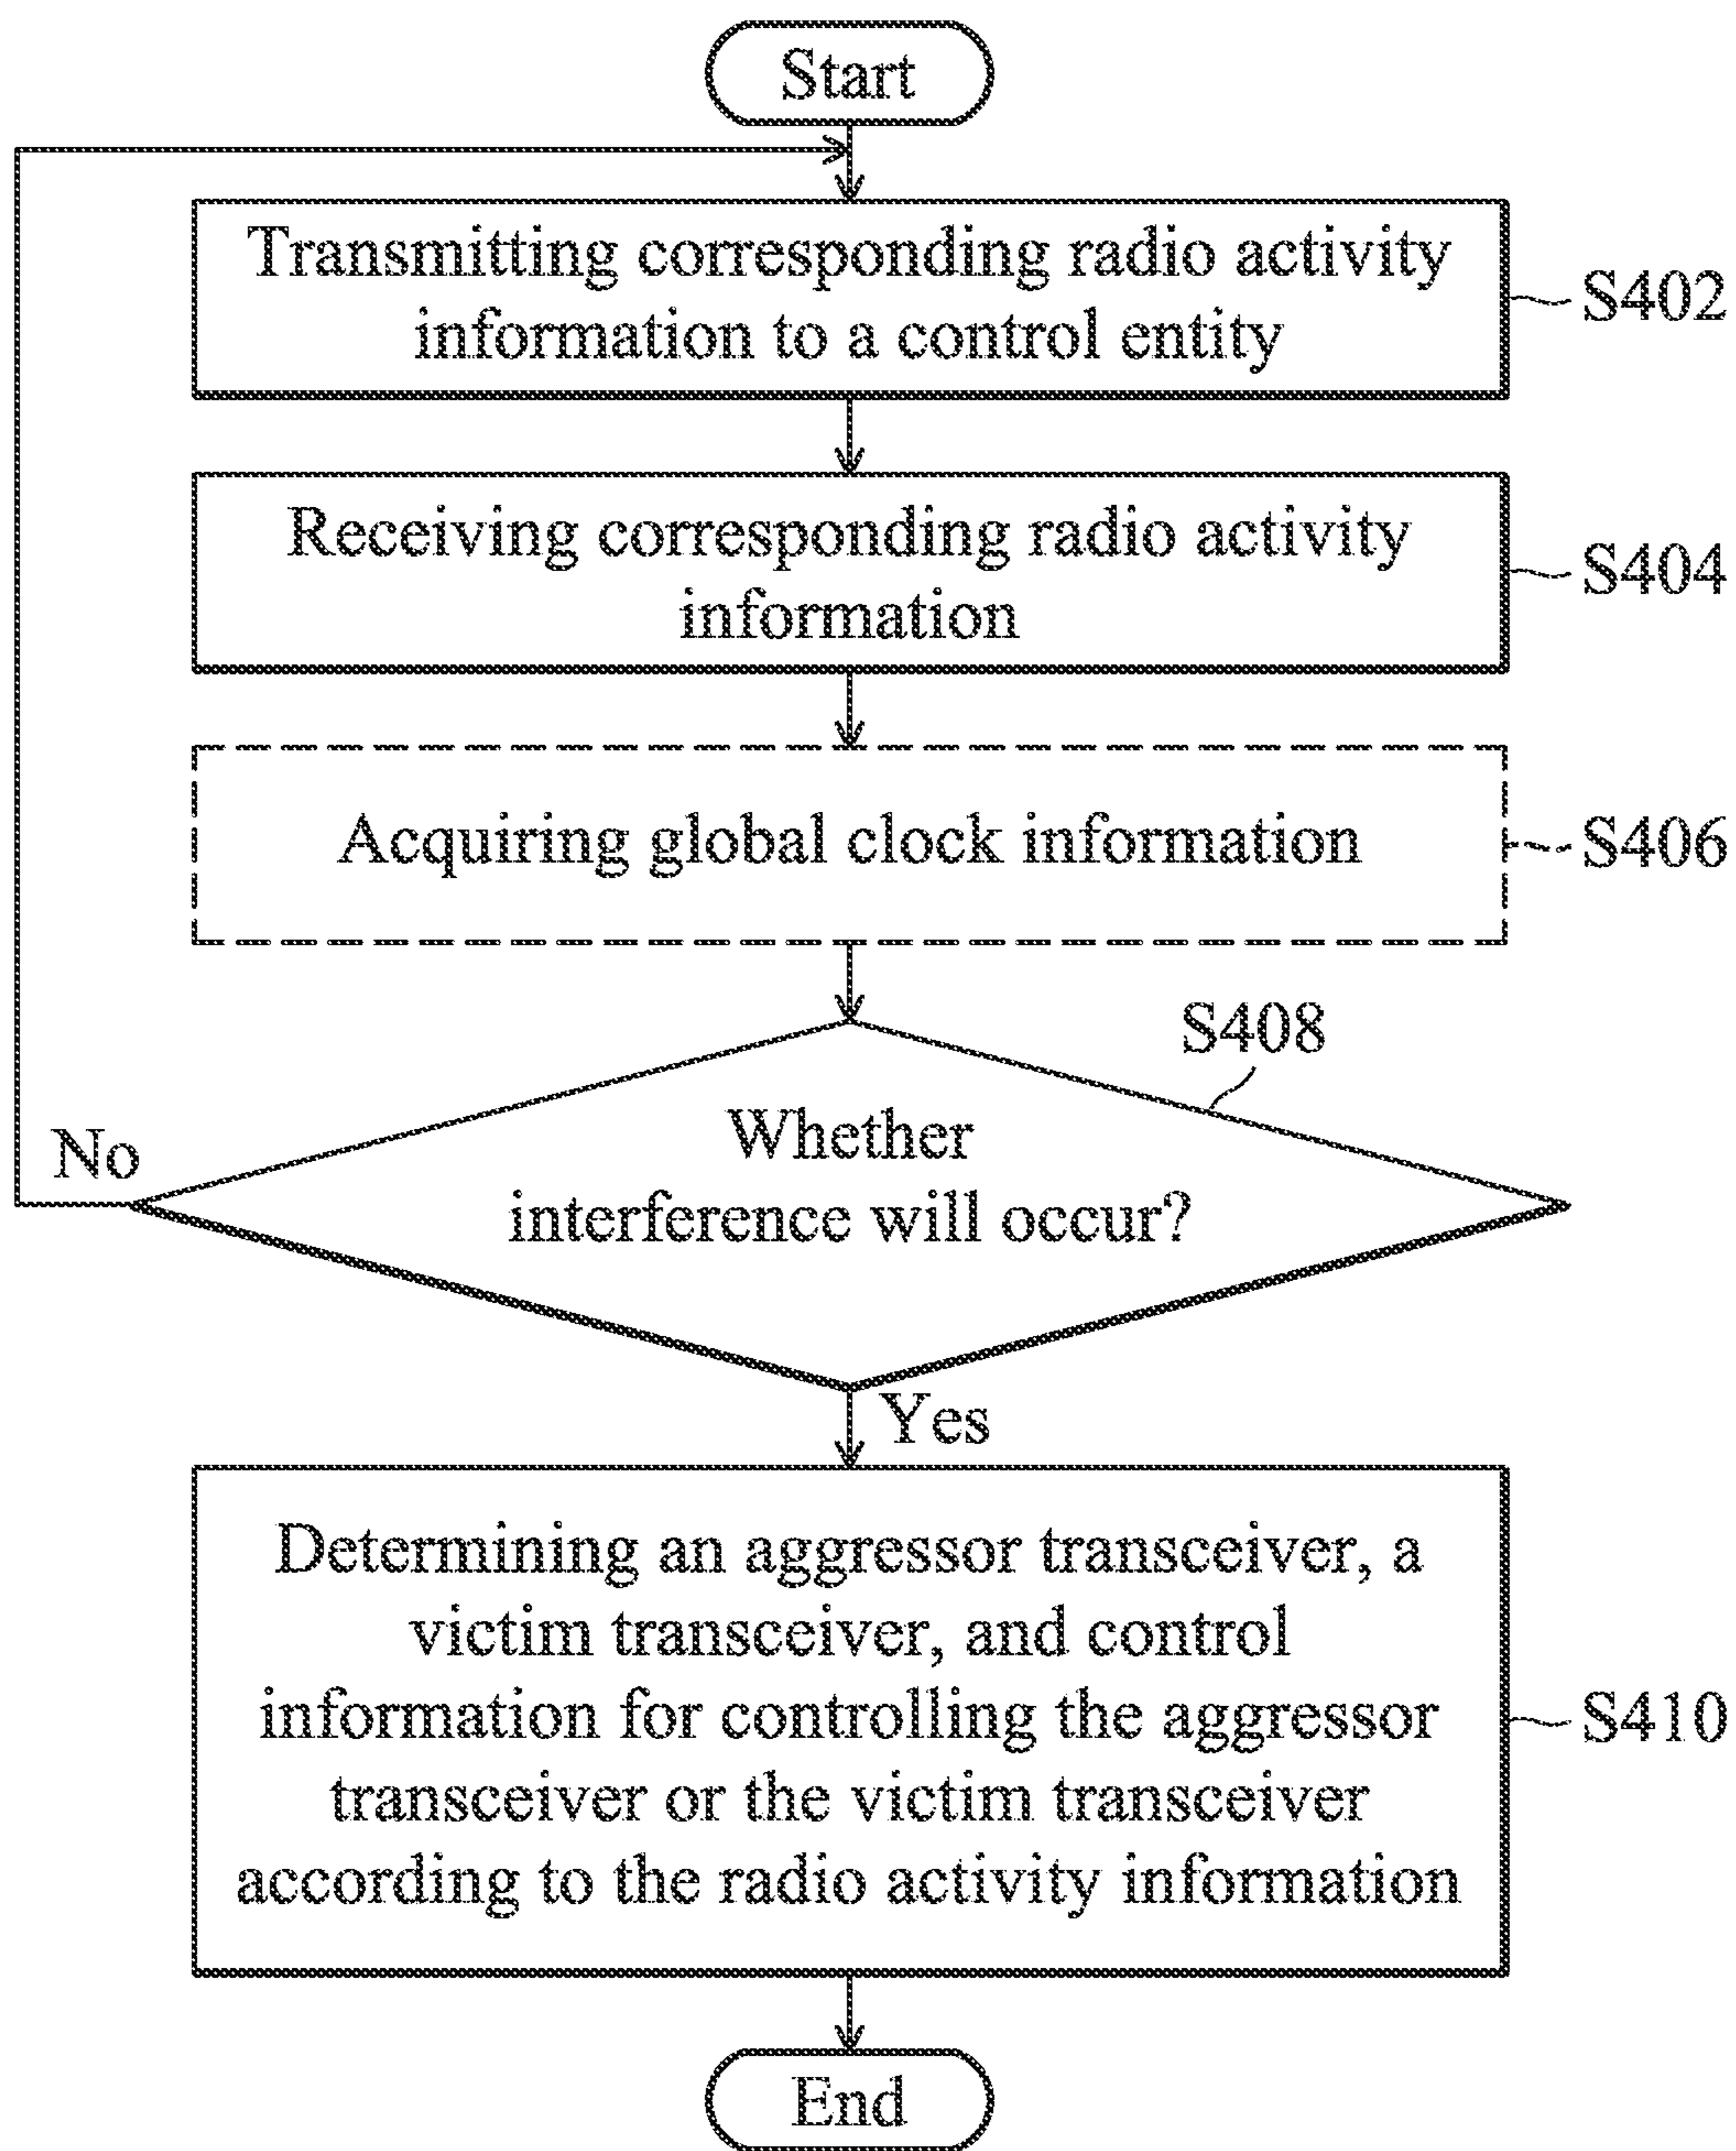 Start
Transmitting corresponding radio activity
information to a control entity
S402
Receiving corresponding radio activity
information
S404
Acquiring global clock information
S406
S408
Whether
interference will occur?
No
Yes
Determining an aggressor transceiver, a
victim transceiver, and control
information for controlling the aggressor
transceiver or the victim transceiver
according to the radio activity information
S410
End